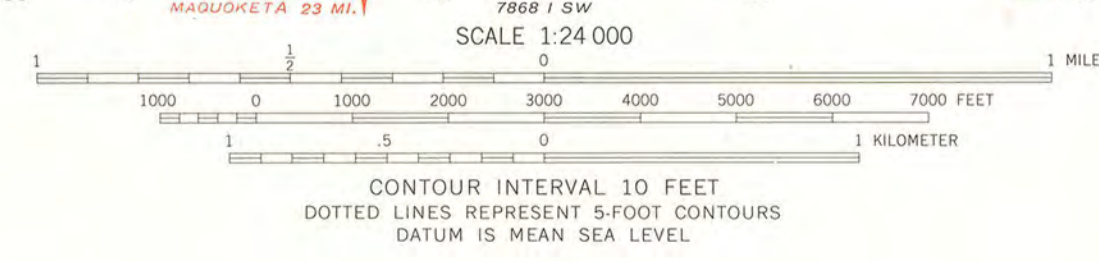 MAQUOKETA 23 MI.
7868 I SW
SCALE 1:24 000
1 ½ 0 1 MILE
1000 0 1000 2000 3000 4000 5000 6000 7000 FEET
1 .5 0 1 KILOMETER
CONTOUR INTERVAL 10 FEET
DOTTED LINES REPRESENT 5-FOOT CONTOURS
DATUM IS MEAN SEA LEVEL